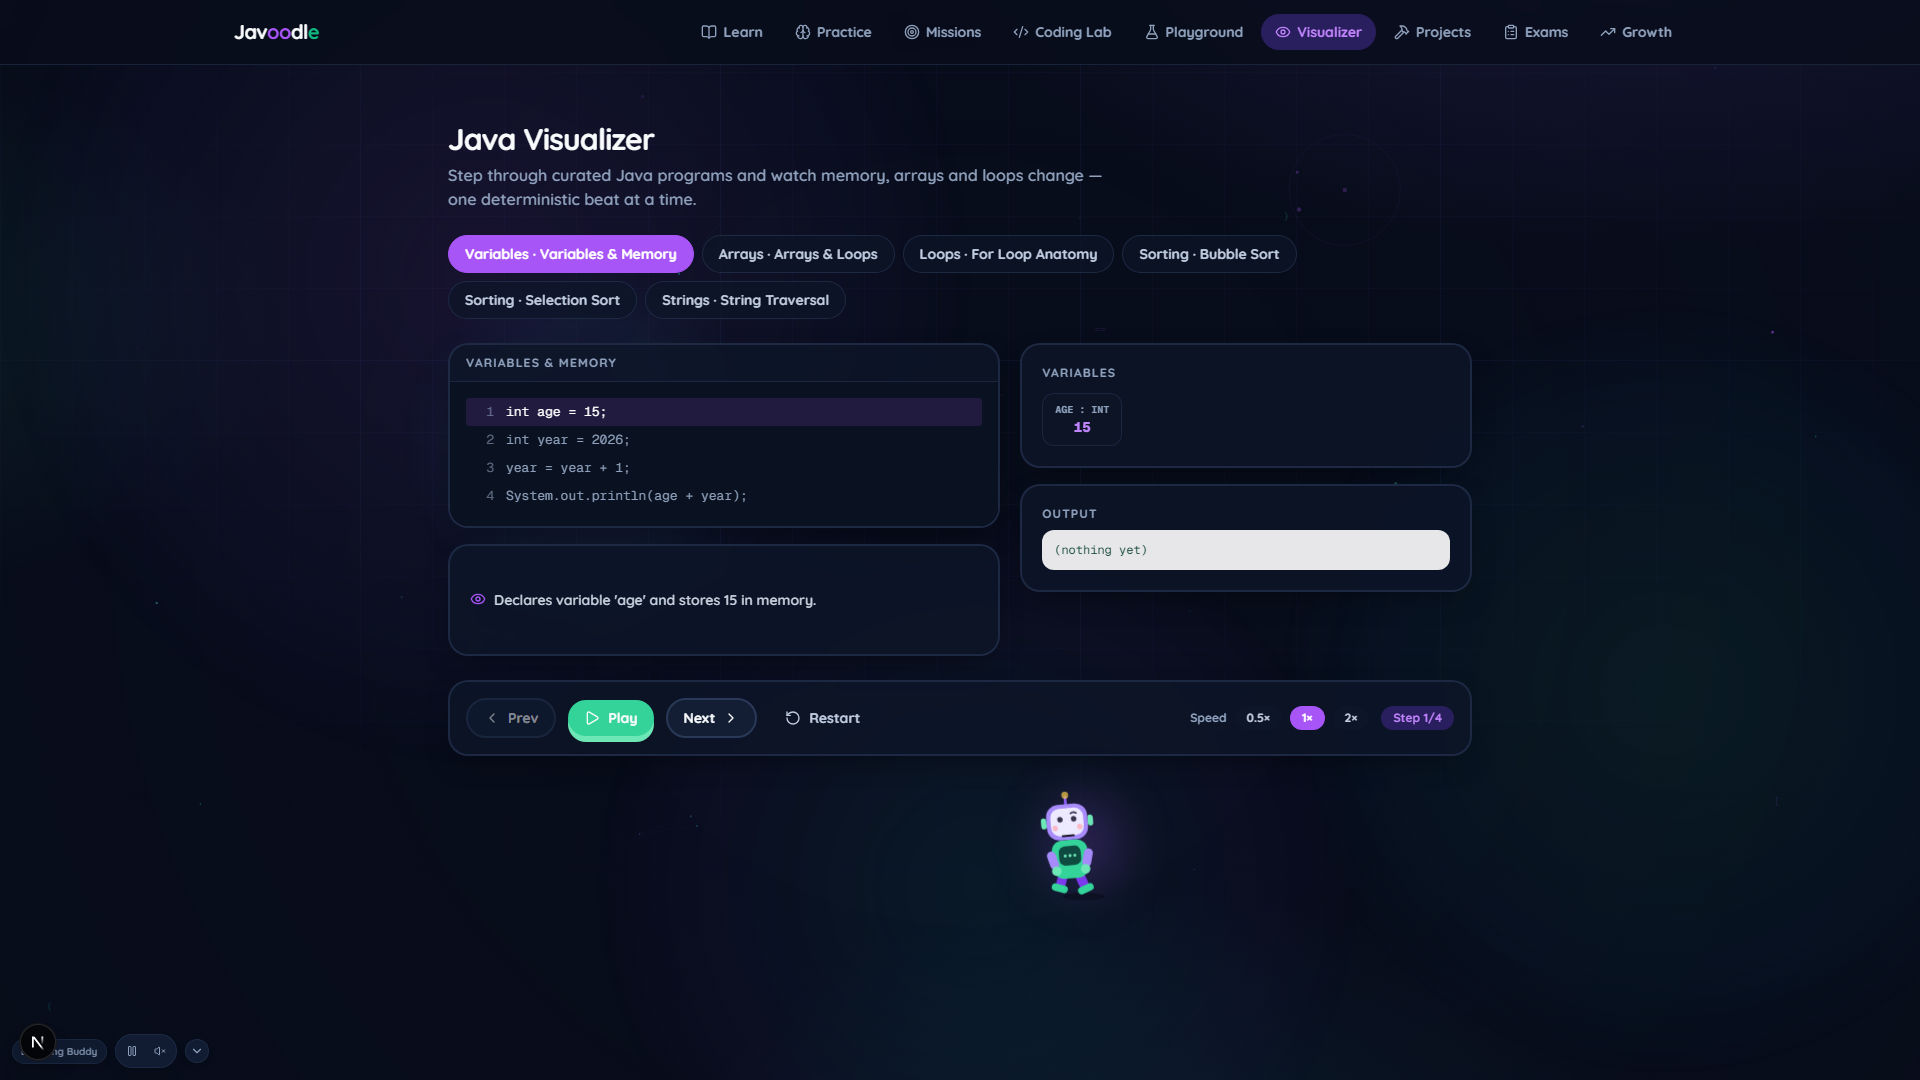 Javoodle
Learn
Practice
Missions
Coding Lab
Playground
Visualizer
Projects
Exams
Growth
Java Visualizer
Step through curated Java programs and watch memory, arrays and loops change —
one deterministic beat at a time.
Variables · Variables & Memory
Arrays · Arrays & Loops
Loops · For Loop Anatomy
Sorting · Bubble Sort
Sorting · Selection Sort
Strings · String Traversal
VARIABLES & MEMORY
1 int age = 15;
2 int year = 2026;
3 year = year + 1;
4 System.out.println(age + year);
Declares variable 'age' and stores 15 in memory.
VARIABLES
AGE : INT
15
OUTPUT
(nothing yet)
Prev
Play
Next
Restart
Speed
0.5×
1×
2×
Step 1/4
N
Buddy